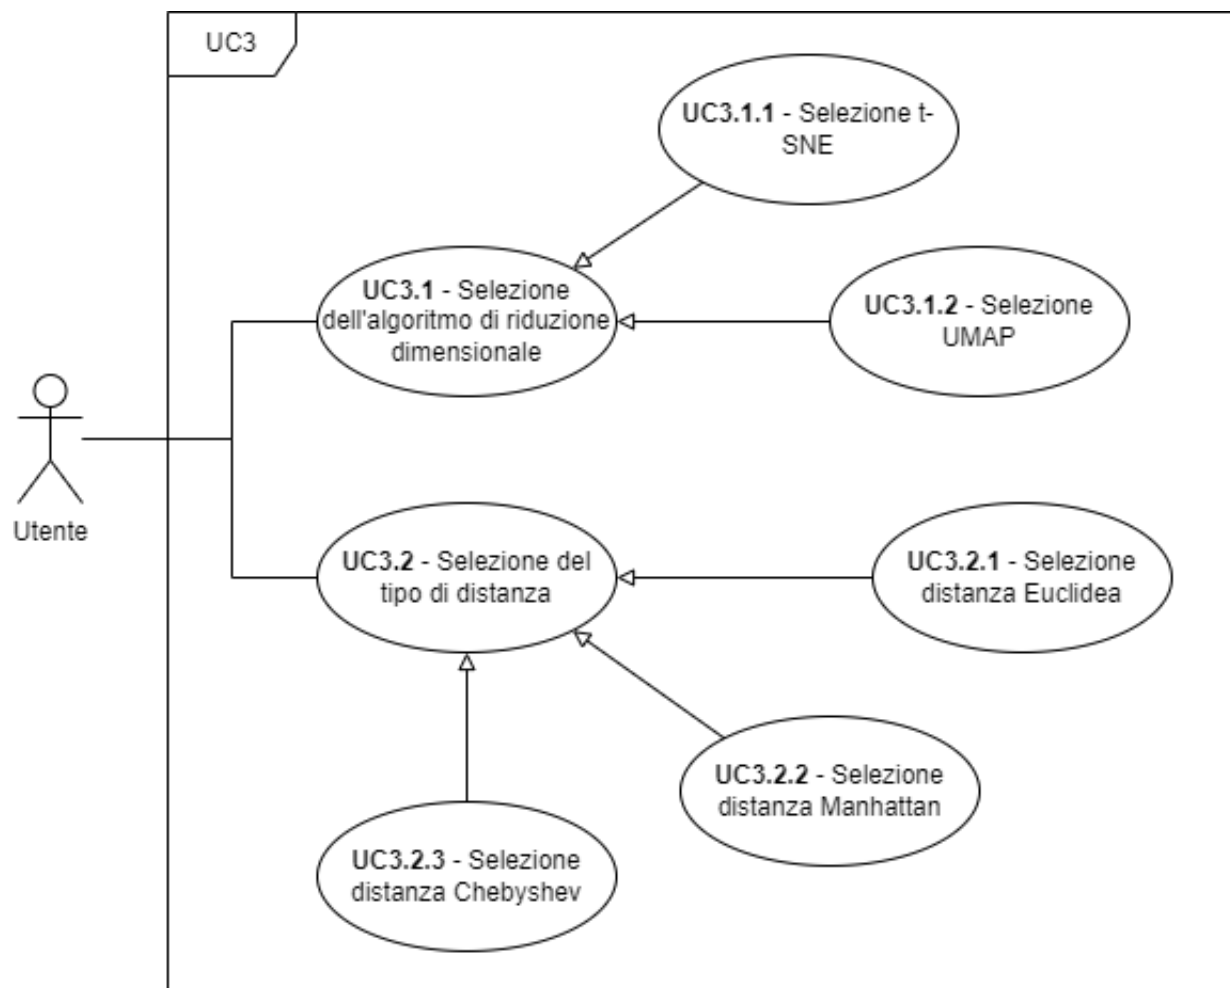 UC3
UC3.1.1 - Selezione t-
SNE
UC3.1 - Selezione
dell'algoritmo di riduzione
dimensionale
UC3.1.2 - Selezione
UMAP
Utente
UC3.2 - Selezione del
tipo di distanza
UC3.2.1 - Selezione
distanza Euclidea
UC3.2.2 - Selezione
distanza Manhattan
UC3.2.3 - Selezione
distanza Chebyshev